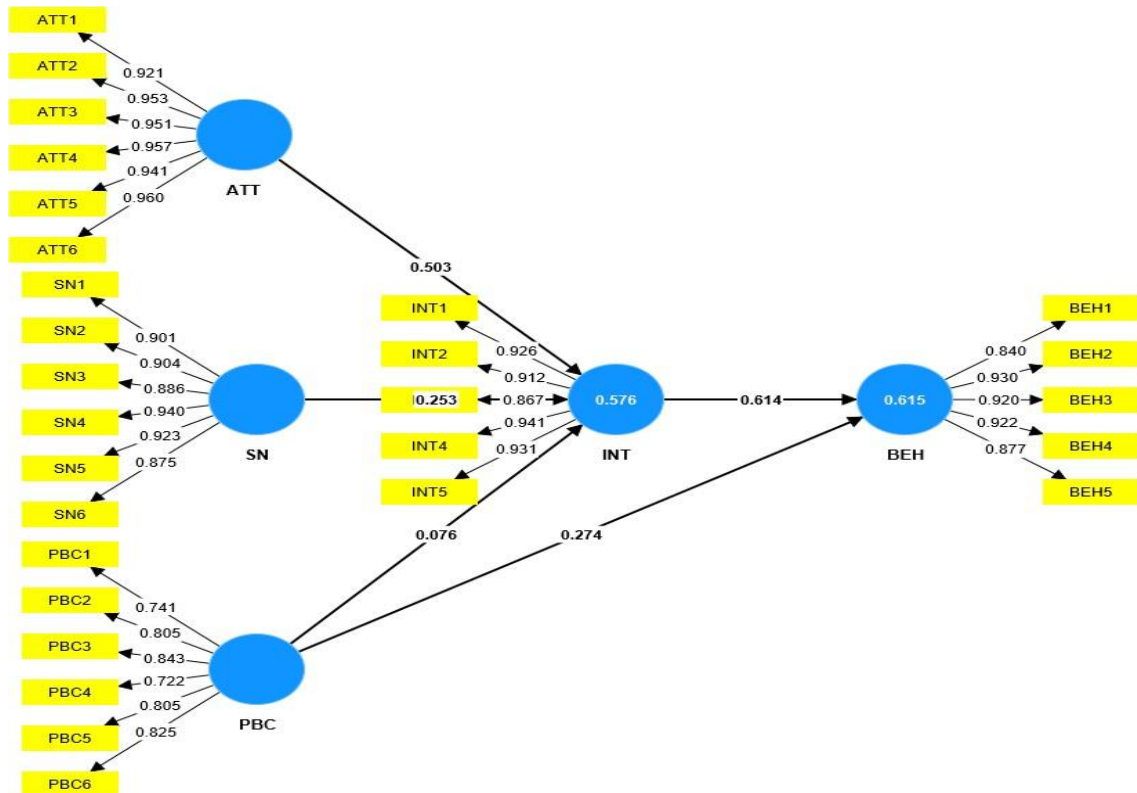 ATT1
ATT2
ATT3
ATT4
ATT5
ATT6
0.921
0.953
0.951
0.957
0.941
0.960
ATT
0.503
SN1
SN2
SN3
SN4
SN5
SN6
0.901
0.904
0.886
0.940
0.923
0.875
SN
0.253
INT1
INT2
INT4
INT5
0.926
0.912
0.867
0.941
0.931
0.576
INT
0.614
PBC1
PBC2
PBC3
PBC4
PBC5
PBC6
0.741
0.805
0.843
0.722
0.805
0.825
PBC
0.076
0.274
0.615
BEH
0.840
0.930
0.920
0.922
0.877
BEH1
BEH2
BEH3
BEH4
BEH5